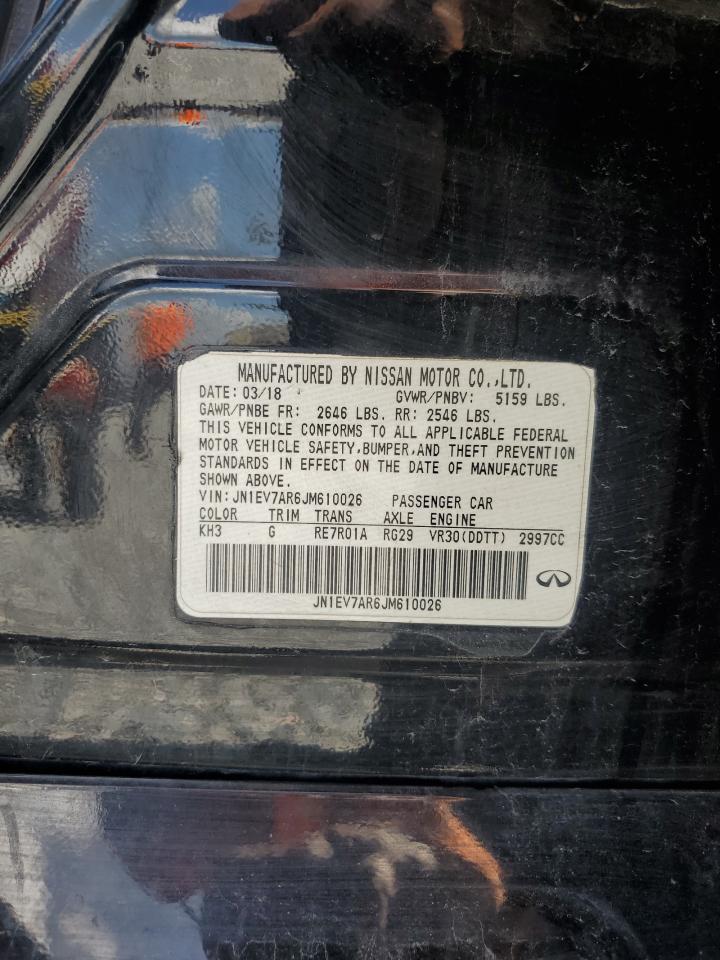 MANUFACTURED BY NISSAN MOTOR CO.,LTD.
DATE: 03/18 GVWR/PNBV: 5159 LBS.
GAWR/PNBE FR: 2646 LBS. RR: 2546 LBS.
THIS VEHICLE CONFORMS TO ALL APPLICABLE FEDERAL
MOTOR VEHICLE SAFETY,BUMPER,AND THEFT PREVENTION
STANDARDS IN EFFECT ON THE DATE OF MANUFACTURE
SHOWN ABOVE.
VIN:JN1EV7AR6JM610026 PASSENGER CAR
COLOR TRIM TRANS AXLE ENGINE
KH3 G RE7R01A RG29 VR30(DDTT) 2997CC
JN1EV7AR6JM610026